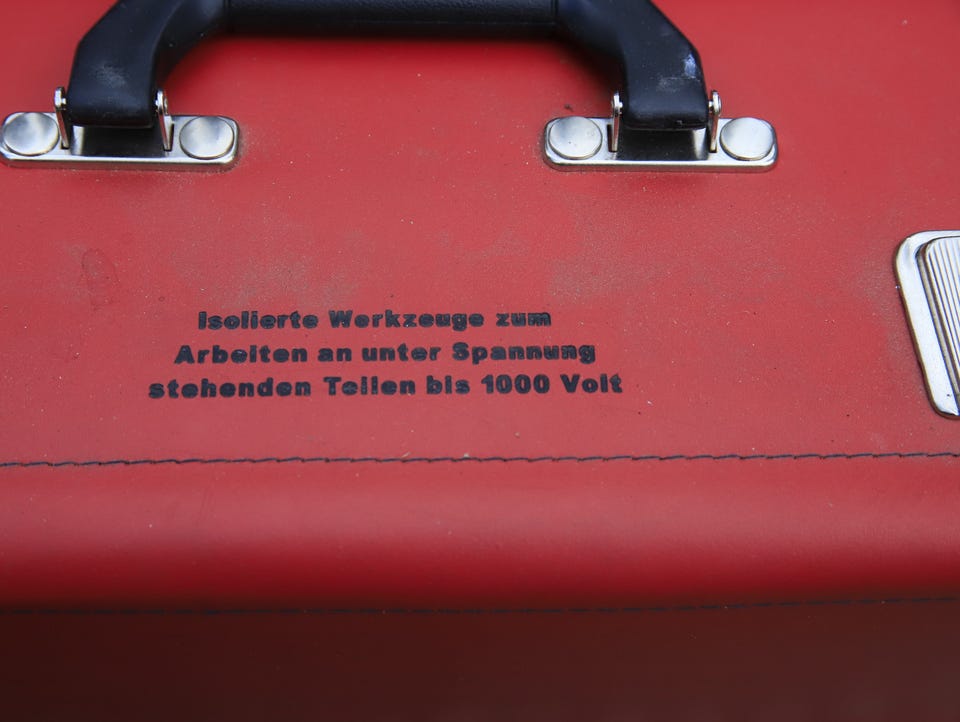 Isolierte Werkzeuge zum
Arbeiten an unter Spannung
stehenden Teilen bis 1000 Volt